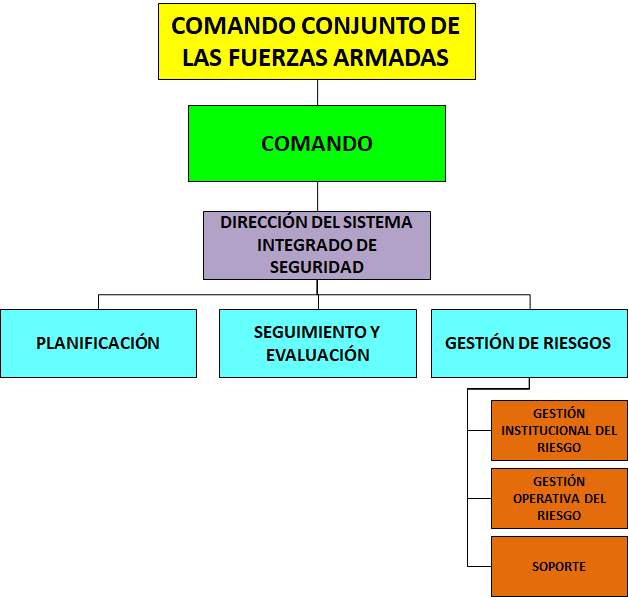 COMANDO CONJUNTO DE
LAS FUERZAS ARMADAS
COMANDO
DIRECCIÓN DEL SISTEMA
INTEGRADO DE
SEGURIDAD
PLANIFICACIÓN
SEGUIMIENTO Y
EVALUACIÓN
GESTIÓN DE RIESGOS
GESTIÓN
INSTITUCIONAL DEL
RIESGO
GESTIÓN
OPERATIVA DEL
RIESGO
SOPORTE